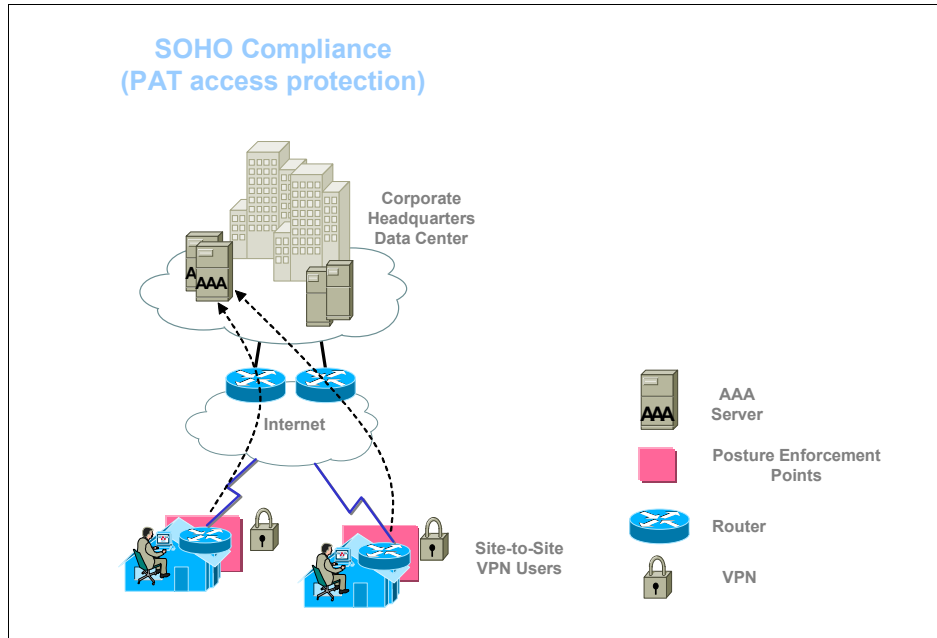 SOHO Compliance
(PAT access protection)
Corporate
Headquarters
Data Center
A
AAA
Internet
AAA
AAA
Server
Posture Enforcement
Points
Router
Site-to-Site
VPN Users
VPN